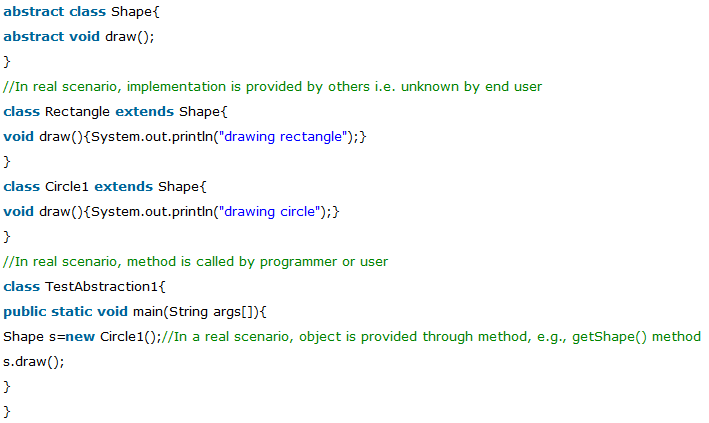 abstract class Shape{
abstract void draw();
}
//In real scenario, implementation is provided by others i.e. unknown by end user
class Rectangle extends Shape{
void draw(){System.out.println("drawing rectangle");}
}
class Circle1 extends Shape{
void draw(){System.out.println("drawing circle");}
}
//In real scenario, method is called by programmer or user
class TestAbstraction1{
public static void main(String args[]){
Shape s=new Circle1();//In a real scenario, object is provided through method, e.g., getShape() method
s.draw();
}
}